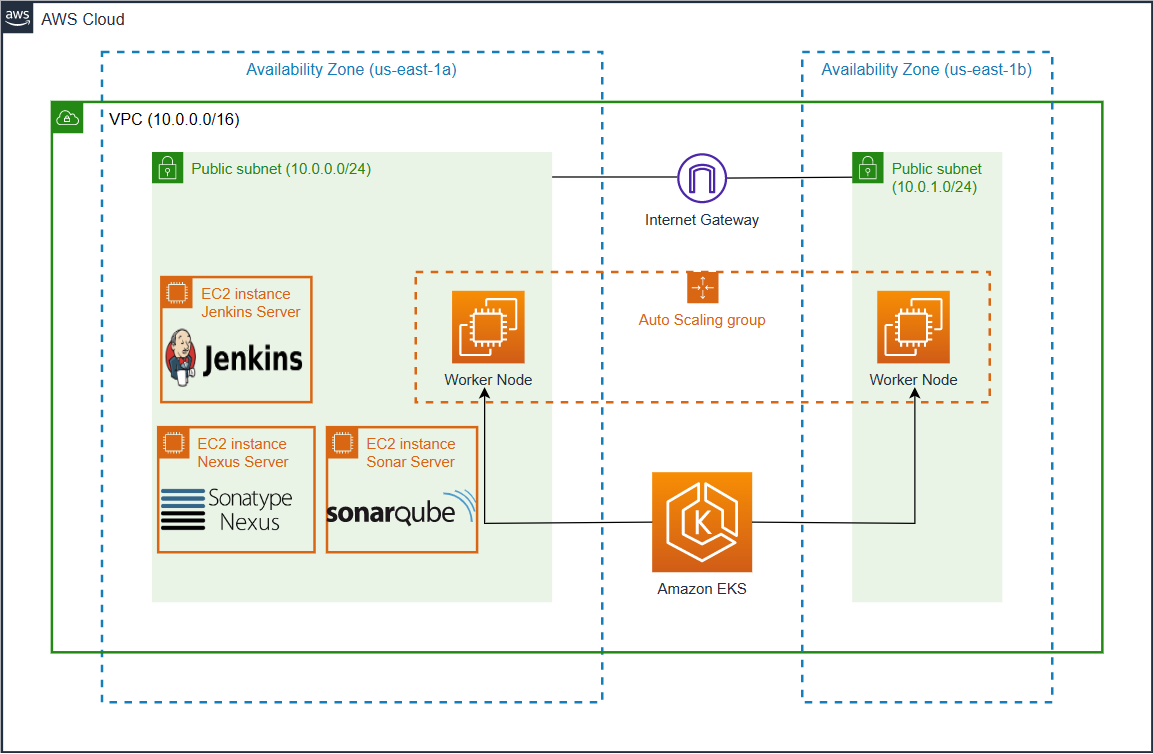 aws
AWS Cloud
Availability Zone (us-east-1a)
Availability Zone (us-east-1b)
VPC (10.0.0.0/16)
Public subnet (10.0.0.0/24)
Public subnet
(10.0.1.0/24)
Internet Gateway
EC2 instance
Jenkins Server
Jenkins
Auto Scaling group
Worker Node
Worker Node
EC2 instance
Nexus Server
Sonatype
Nexus
EC2 instance
Sonar Server
sonarqube
K
Amazon EKS